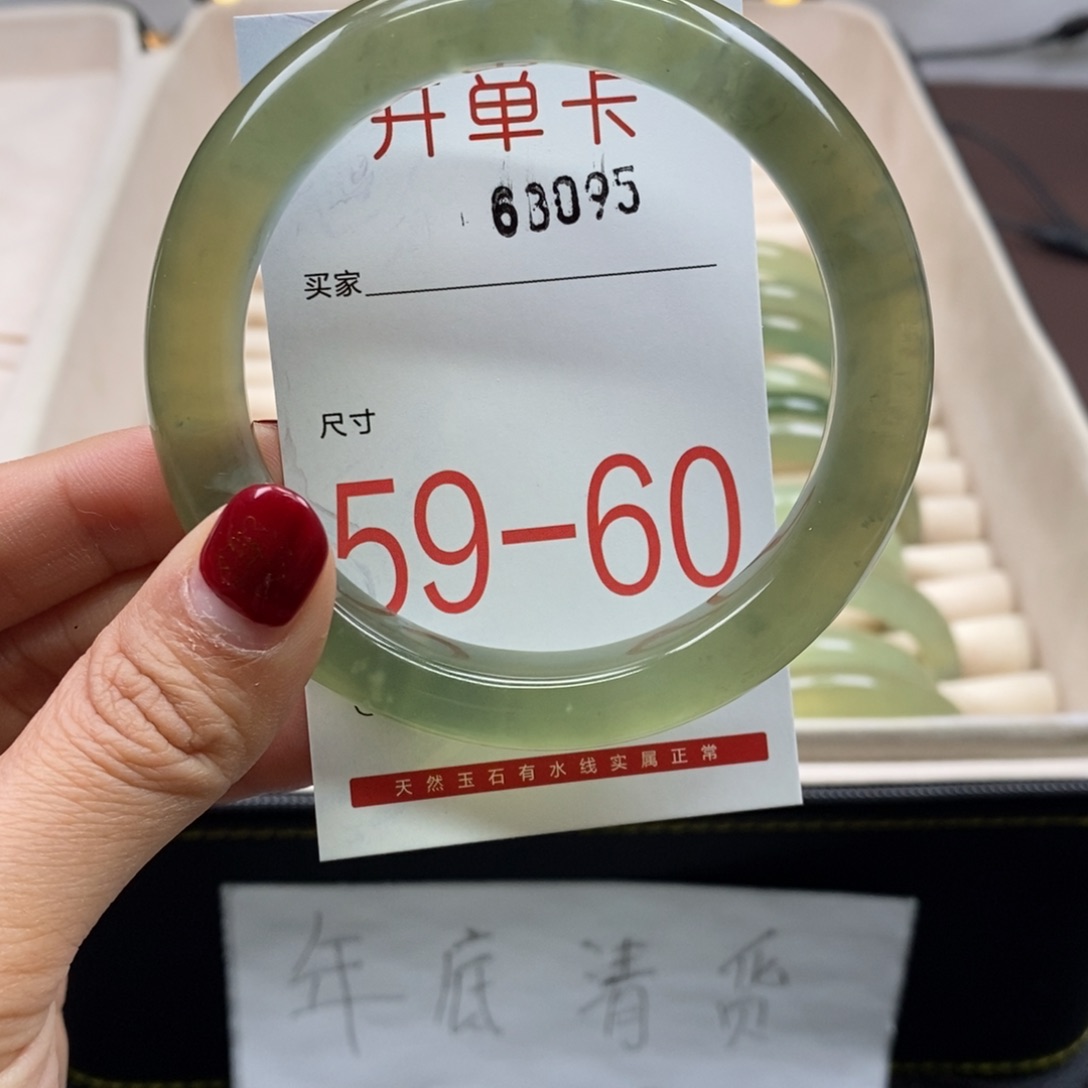 开单卡
63095
买家
尺寸
59-60
天然玉石有水线实属正常
年底清货